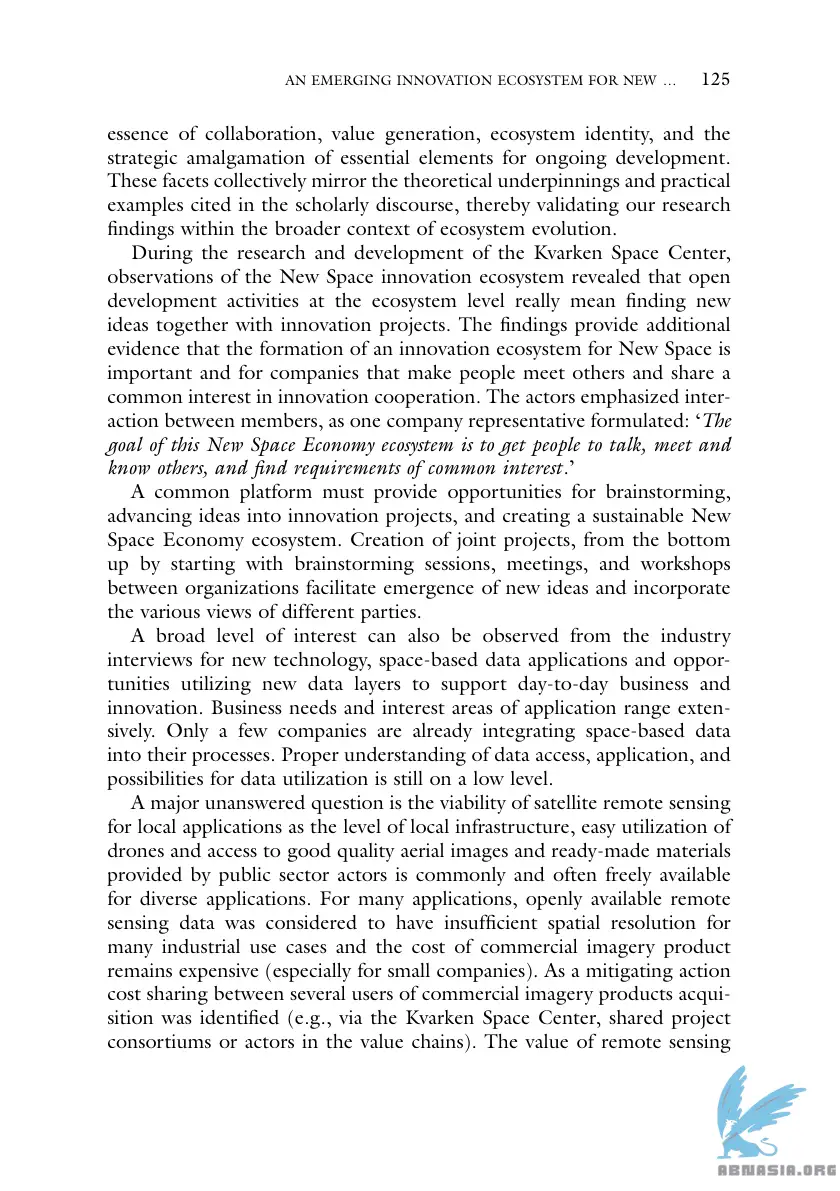 AN EMERGING INNOVATION ECOSYSTEM FOR NEW … 125
essence of collaboration, value generation, ecosystem identity, and the
strategic amalgamation of essential elements for ongoing development.
These facets collectively mirror the theoretical underpinnings and practical
examples cited in the scholarly discourse, thereby validating our research
findings within the broader context of ecosystem evolution.
During the research and development of the Kvarken Space Center,
observations of the New Space innovation ecosystem revealed that open
development activities at the ecosystem level really mean finding new
ideas together with innovation projects. The findings provide additional
evidence that the formation of an innovation ecosystem for New Space is
important and for companies that make people meet others and share a
common interest in innovation cooperation. The actors emphasized inter-
action between members, as one company representative formulated: ‘The
goal of this New Space Economy ecosystem is to get people to talk, meet and
know others, and find requirements of common interest.’
A common platform must provide opportunities for brainstorming,
advancing ideas into innovation projects, and creating a sustainable New
Space Economy ecosystem. Creation of joint projects, from the bottom
up by starting with brainstorming sessions, meetings, and workshops
between organizations facilitate emergence of new ideas and incorporate
the various views of different parties.
A broad level of interest can also be observed from the industry
interviews for new technology, space-based data applications and oppor-
tunities utilizing new data layers to support day-to-day business and
innovation. Business needs and interest areas of application range exten-
sively. Only a few companies are already integrating space-based data
into their processes. Proper understanding of data access, application, and
possibilities for data utilization is still on a low level.
A major unanswered question is the viability of satellite remote sensing
for local applications as the level of local infrastructure, easy utilization of
drones and access to good quality aerial images and ready-made materials
provided by public sector actors is commonly and often freely available
for diverse applications. For many applications, openly available remote
sensing data was considered to have insufficient spatial resolution for
many industrial use cases and the cost of commercial imagery product
remains expensive (especially for small companies). As a mitigating action
cost sharing between several users of commercial imagery products acqui-
sition was identified (e.g., via the Kvarken Space Center, shared project
consortiums or actors in the value chains). The value of remote sensing
ABNASIA.ORG